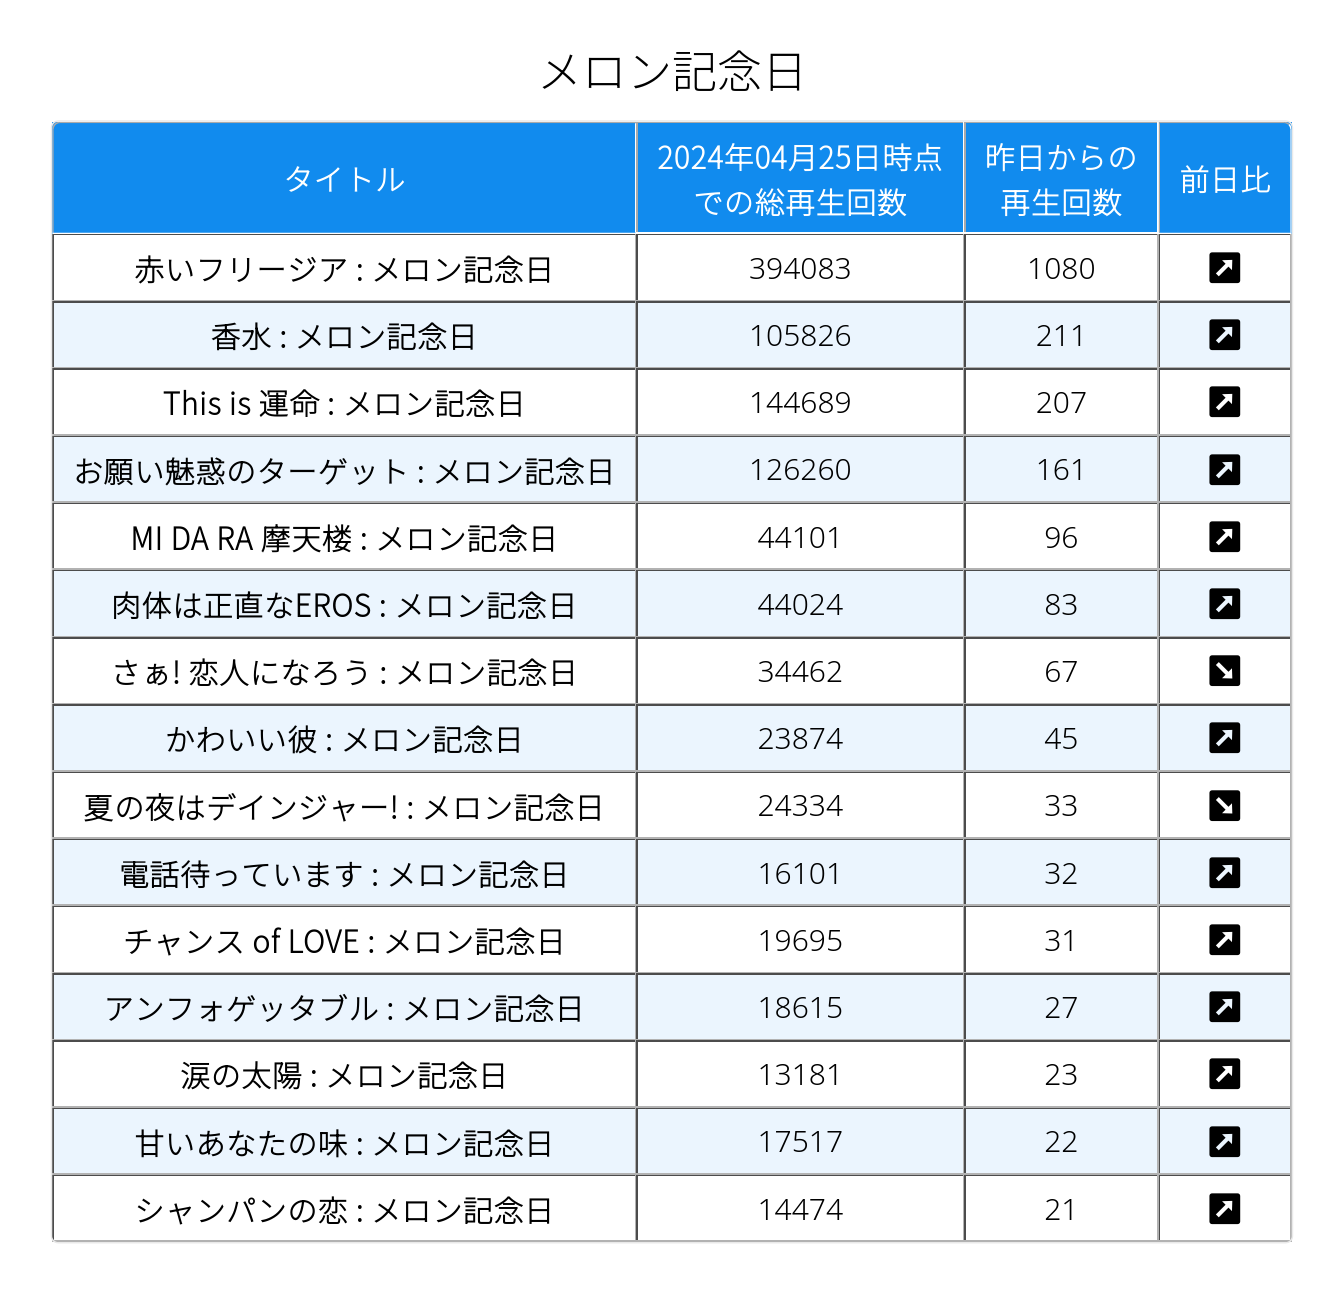 メロン記念日
タイトル
2024年04月25日時点
での総再生回数
昨日からの
再生回数
前日比
赤いフリージア : メロン記念日 394083 1080
香水 : メロン記念日 105826 211
This is 運命 : メロン記念日 144689 207
お願い魅惑のターゲット : メロン記念日 126260 161
MI DA RA 摩天楼 : メロン記念日 44101 96
肉体は正直なEROS : メロン記念日 44024 83
さぁ! 恋人になろう : メロン記念日 34462 67
かわいい彼 : メロン記念日 23874 45
夏の夜はデインジャー! : メロン記念日 24334 33
電話待っています : メロン記念日 16101 32
チャンス of LOVE : メロン記念日 19695 31
アンフォゲッタブル : メロン記念日 18615 27
涙の太陽 : メロン記念日 13181 23
甘いあなたの味 : メロン記念日 17517 22
シャンパンの恋 : メロン記念日 14474 21